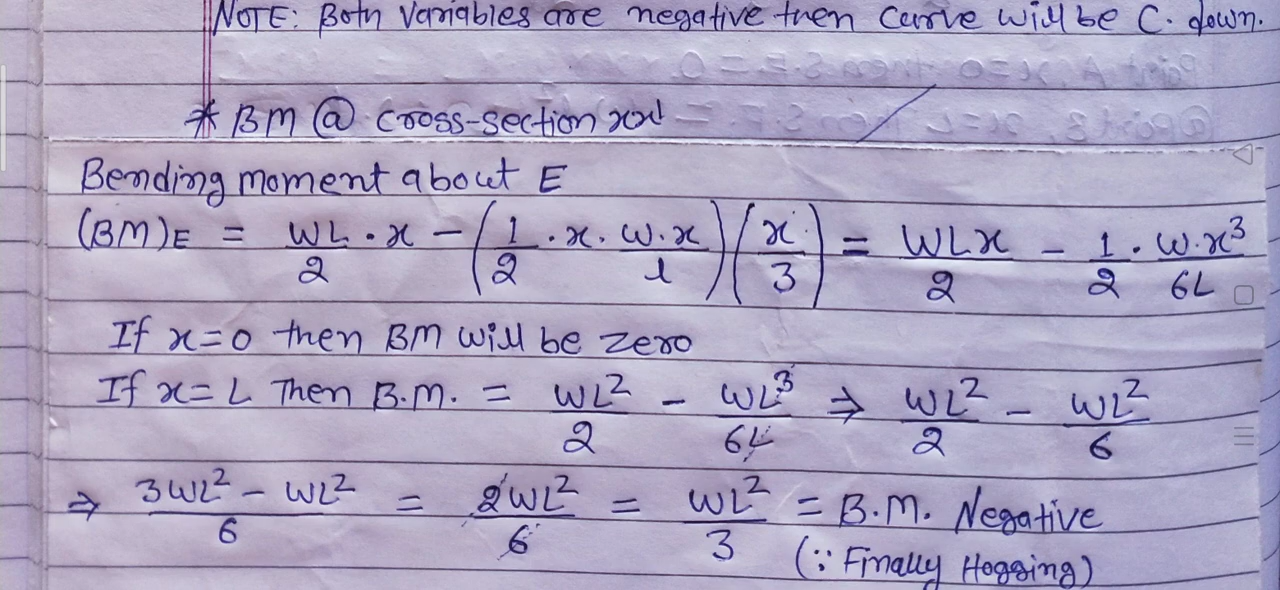 NOTE: Both Variables are negative then curve will be C. down.
* BM @ cross-section xx'
Bending moment about E
(BM)E = WL/2 . x - (1/2 . x . w.x/l) (x/3) = WLx/2 - 1/2 . w.x³/6L
If x=0 then BM will be zero
If x=L Then B.M. = WL²/2 - WL³/6L ⇒ WL²/2 - WL²/6
⇒ 3WL² - WL²/6 = 2WL²/6 = WL²/3 = B.M. Negative
(∵ Finally Hogging)